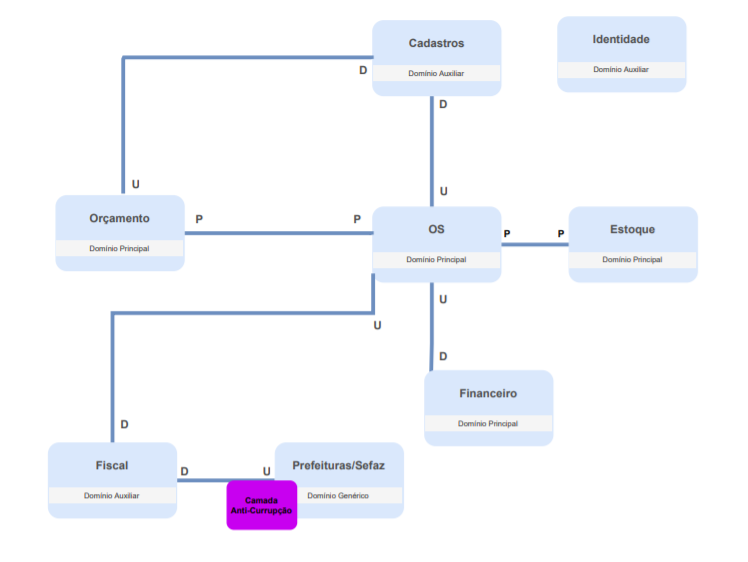 Cadastros
Domínio Auxiliar
Identidade
Domínio Auxiliar
D
D
U
U
Orçamento
Domínio Principal
P
P
OS
Domínio Principal
P
P
Estoque
Domínio Principal
U
U
D
Financeiro
Domínio Principal
D
Fiscal
Domínio Auxiliar
D
U
Prefeituras/Sefaz
Domínio Genérico
Camada
Anti-Currupção